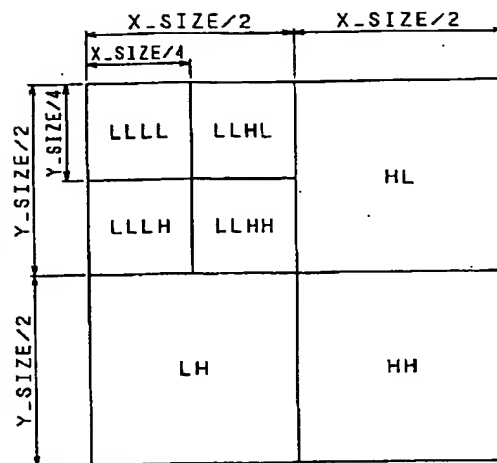 X_SIZE/2 X_SIZE/2
X_SIZE/4
Y_SIZE/2
Y_SIZE/4
LLLL LLHL
HL
LLLH LLHH
Y_SIZE/2
LH HH